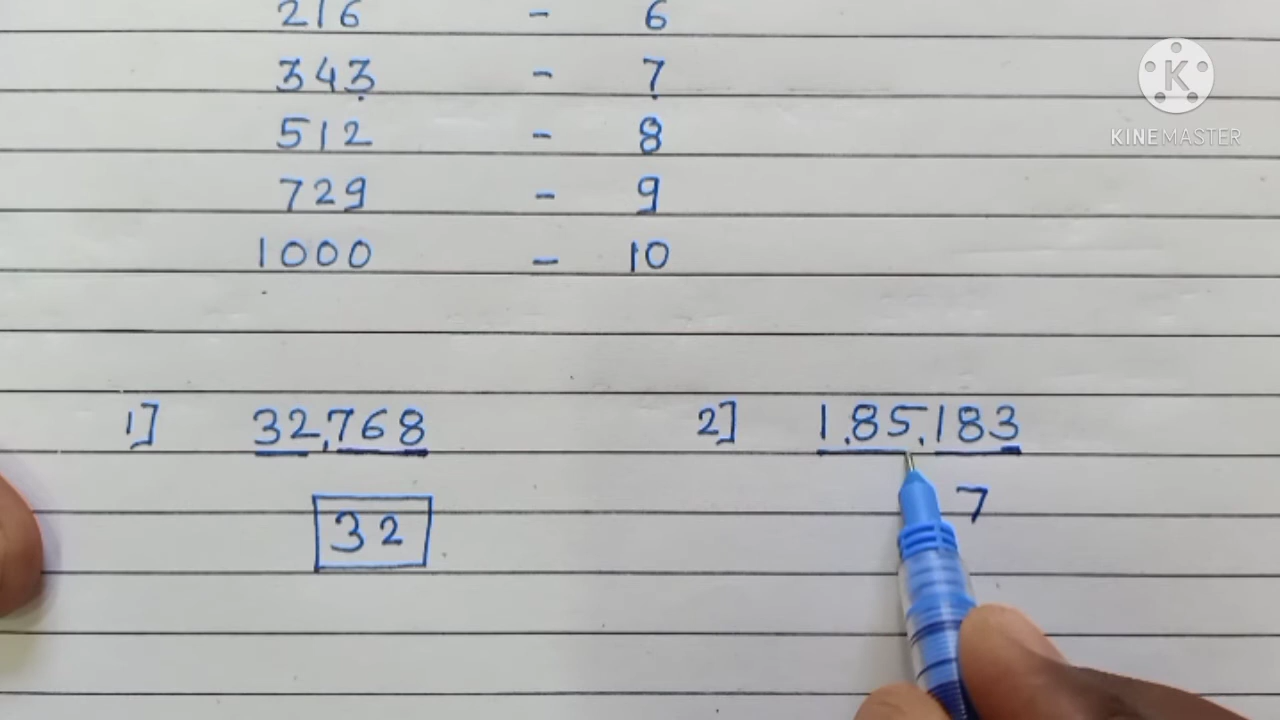 216 - 6
343 - 7
K
KINEMASTER
512 - 8
729 - 9
1000 - 10
1] 32,768 2] 1,85,183
32 7